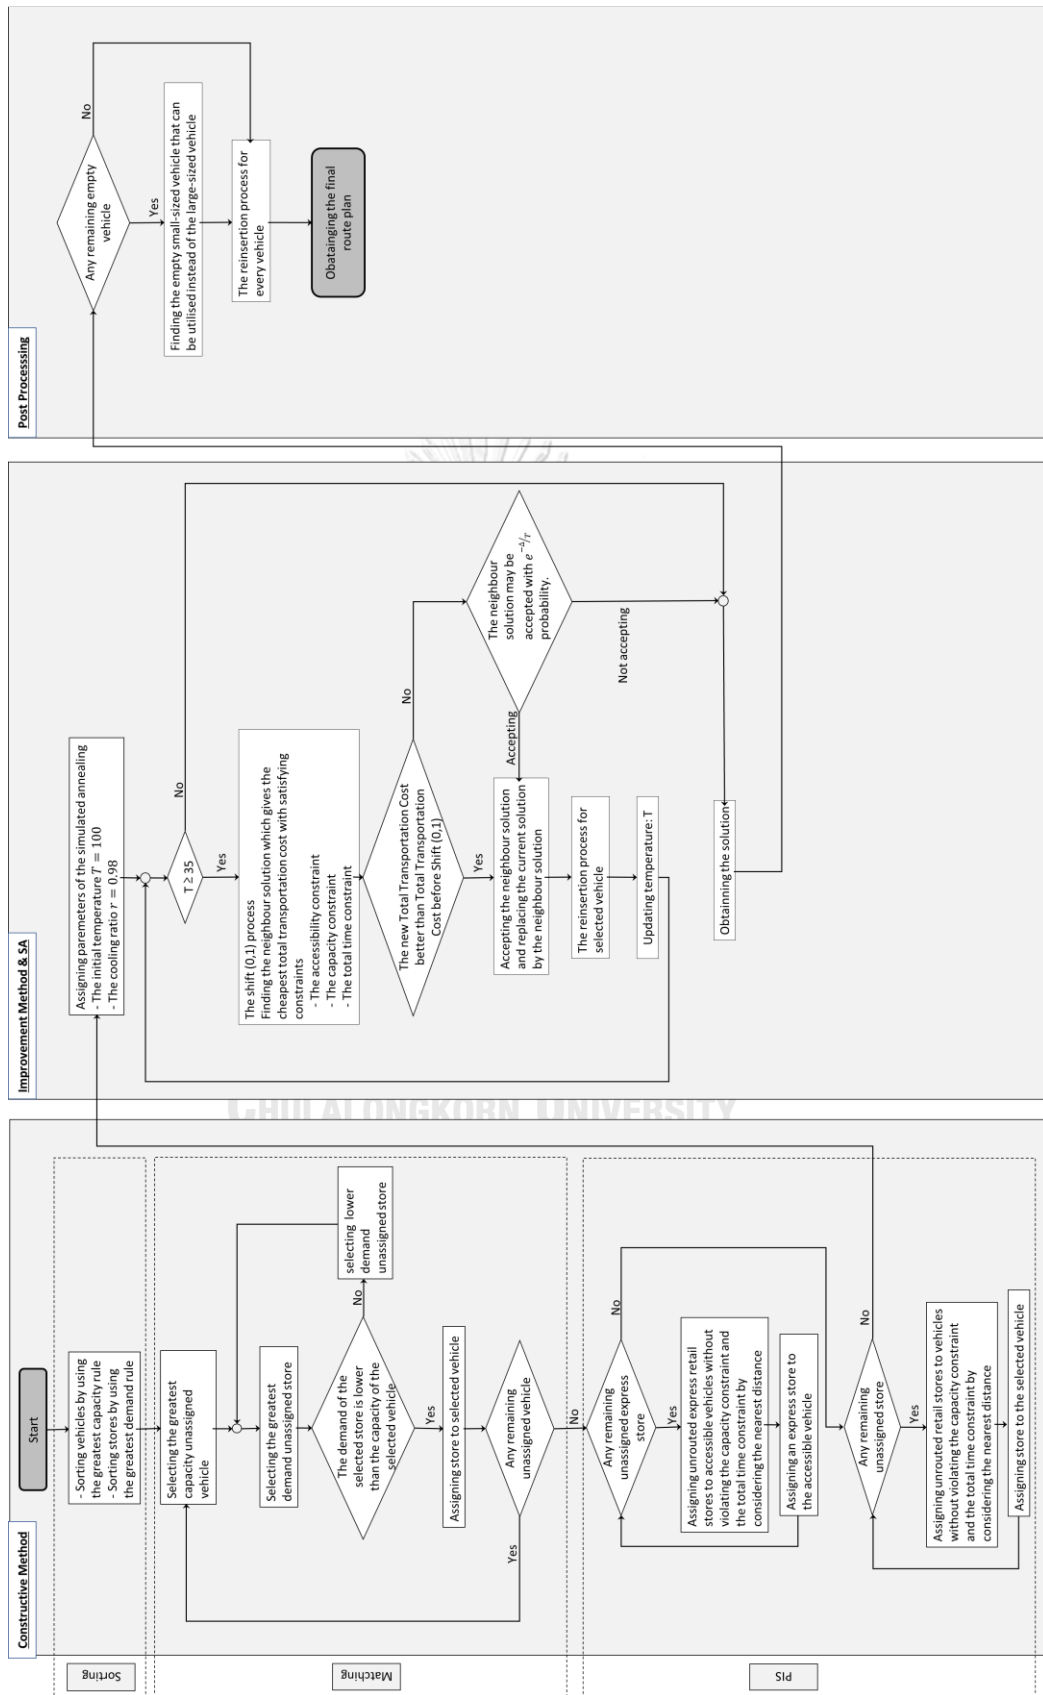 Constructive Method
Sorting
Start
- Sorting vehicles by using
the greatest capacity rule
- Sorting stores by using
the greatest demand rule
Matching
Selecting the greatest
capacity unassigned
vehicle
Selecting the greatest
demand unassigned store
The demand of the
selected store is lower
than the capacity of the
selected vehicle
No
selecting lower
demand
unassigned store
Yes
Assigning store to selected vehicle
Any remaining
unassigned vehicle
Yes
No
PIS
Any remaining
unassigned express
store
No
Yes
Assigning unrouted express retail
stores to accessible vehicles without
violating the capacity constraint and
the total time constraint by
considering the nearest distance
Assigning an express store to
the accessible vehicle
Any remaining
unassigned store
No
Yes
Assigning unrouted retail stores to vehicles
without violating the capacity constraint
and the total time constraint by
considering the nearest distance
Assigning store to the selected vehicle
Improvement Method & SA
Assigning parameters of the simulated annealing
- The initial temperature T = 100
- The cooling ratio r = 0.98
T ≥ 35
No
Yes
The shift (0,1) process
Finding the neighbour solution which gives the
cheapest total transportation cost with satisfying
constraints
- The accessibility constraint
- The capacity constraint
- The total time constraint
The new Total Transportation Cost
better than Total Transportation
Cost before Shift (0,1)
No
Yes
The neighbour
solution may be
accepted with e^{-Δ/T}
probability.
Accepting
Not accepting
Accepting the neighbour solution
and replacing the current solution
by the neighbour solution
The reinsertion process for
selected vehicle
Updating temperature: T
Obtainning the solution
Post Processsing
Any remaining empty
vehicle
No
Yes
Finding the empty small-sized vehicle that can
be utilised instead of the large-sized vehicle
The reinsertion process for
every vehicle
Obatainging the final
route plan
CHULALONGKORN UNIVERSITY